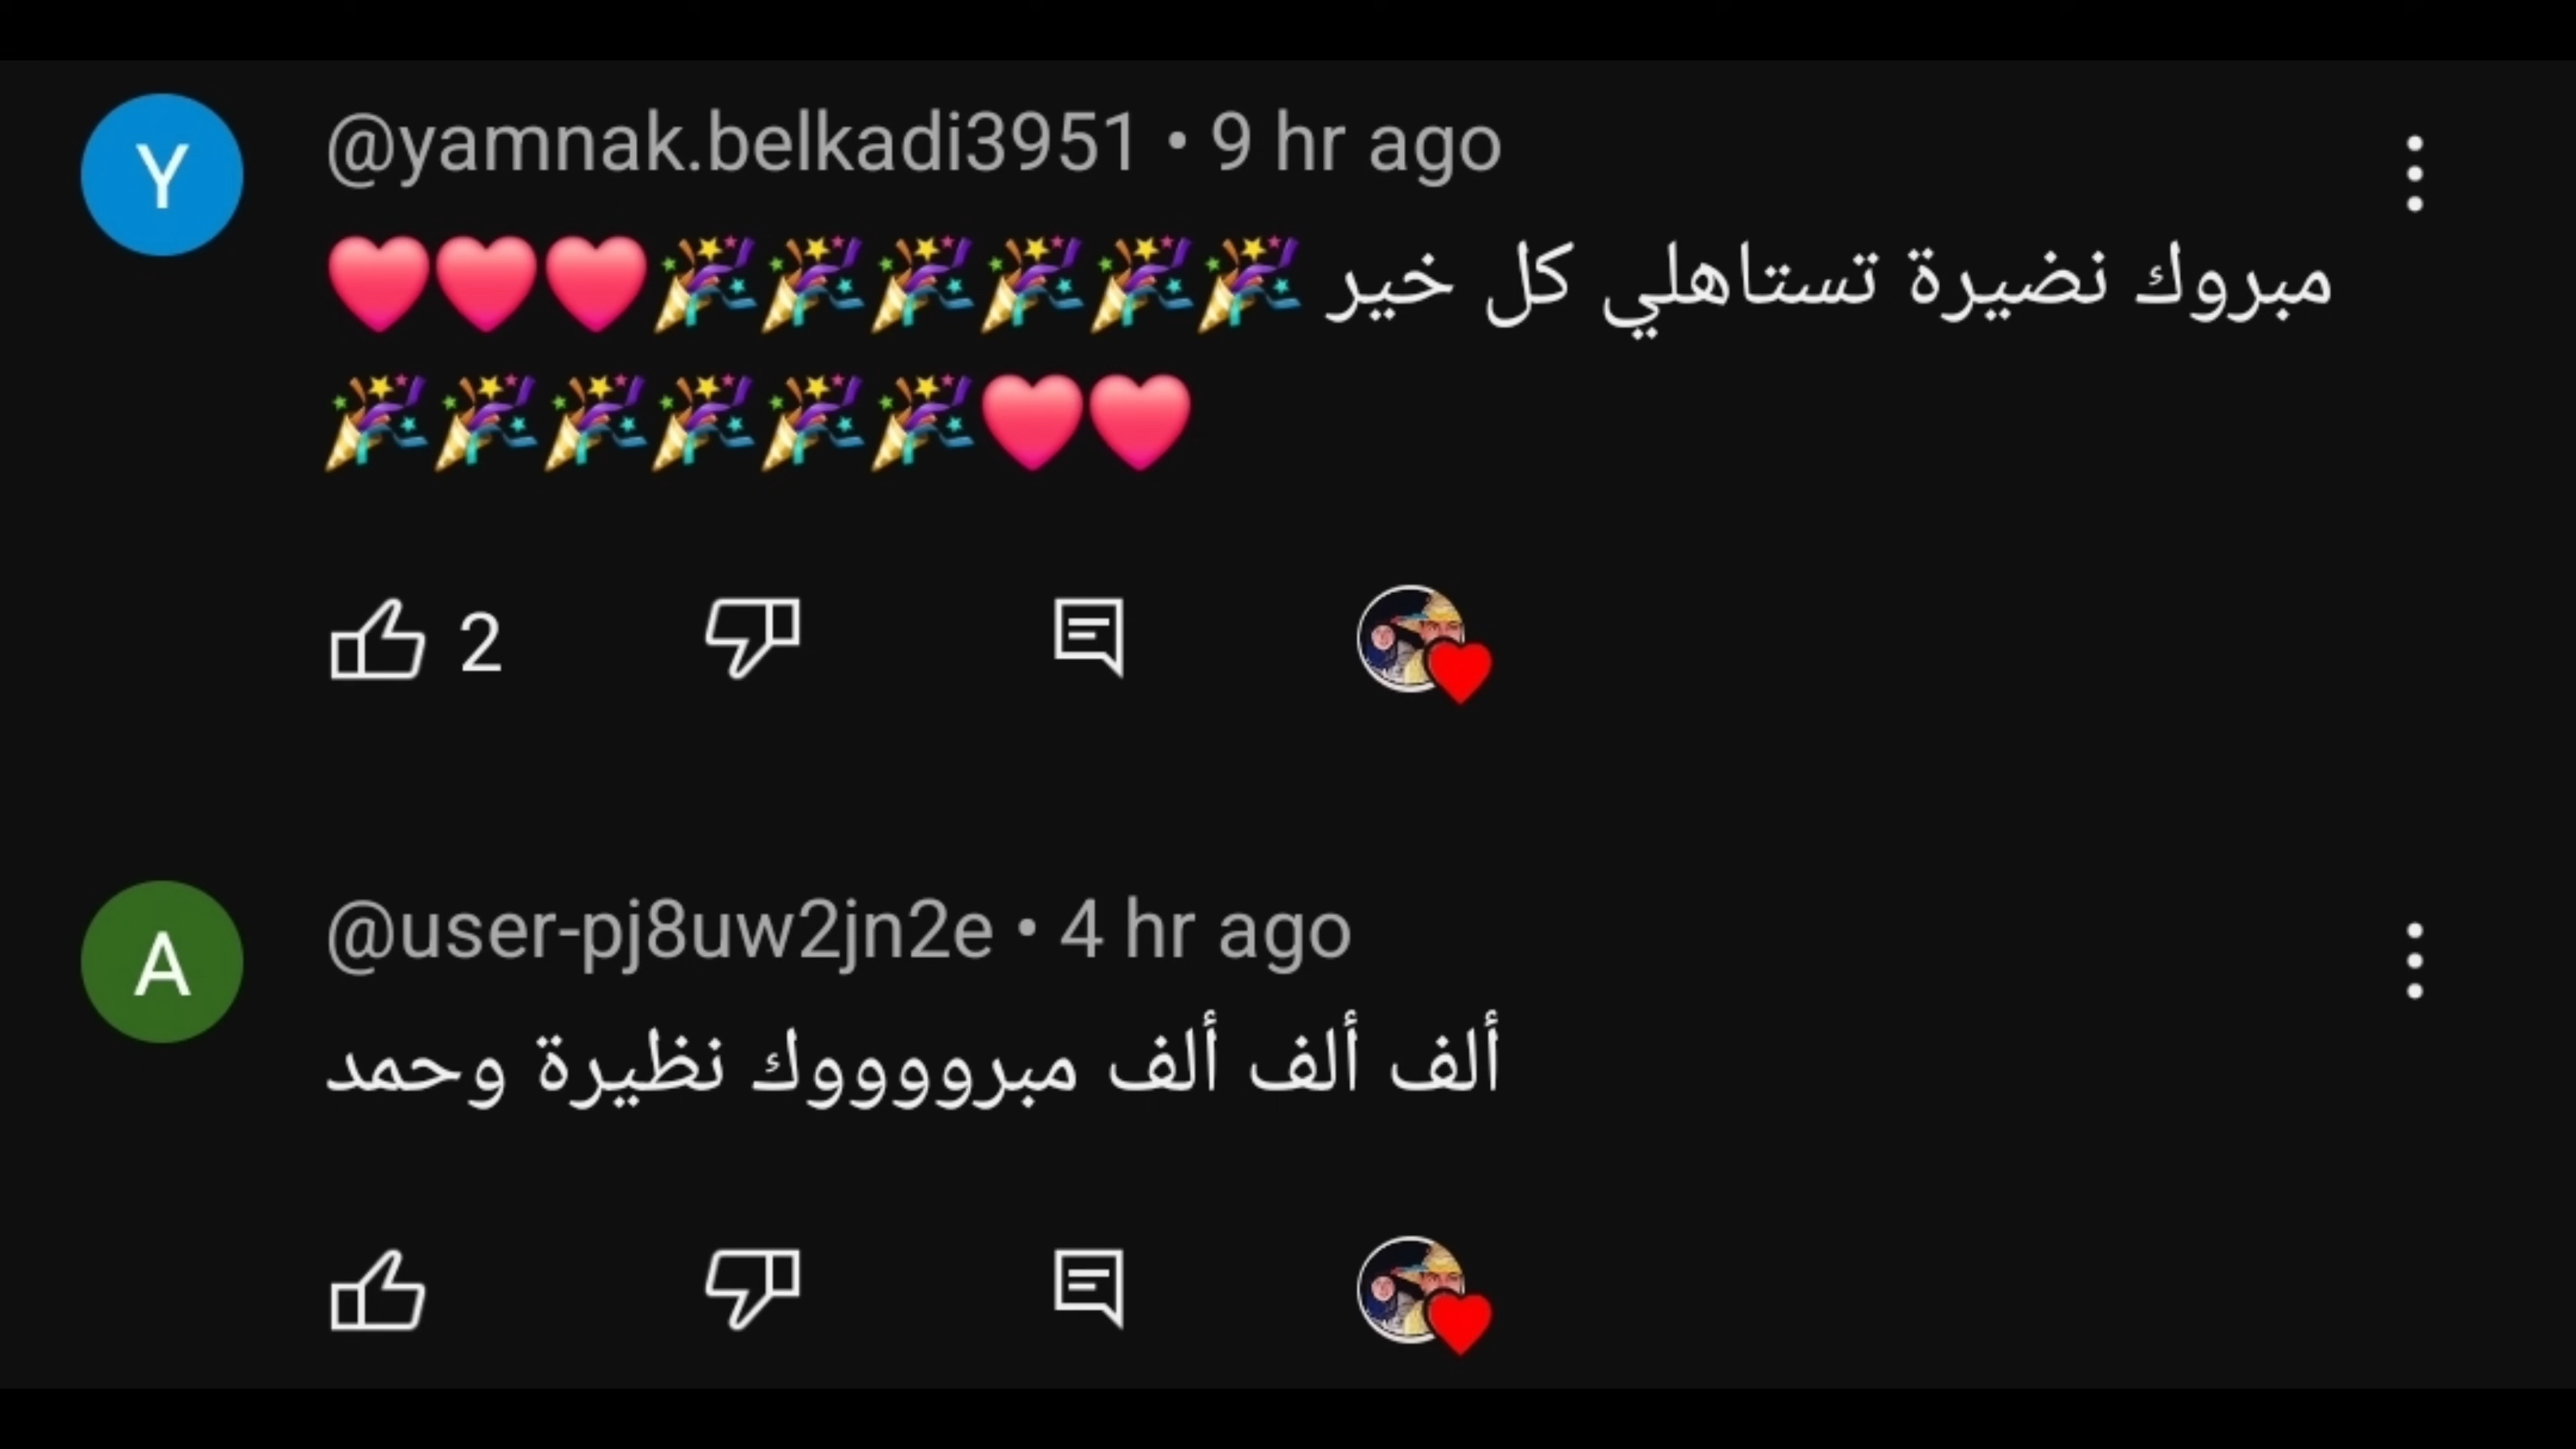 Y
@yamnak.belkadi3951 • 9 hr ago
مبروك نضيرة تستاهلي كل خير 🎉🎉🎉🎉🎉🎉❤️❤️❤️
❤️❤️🎉🎉🎉🎉🎉🎉
2
A
@user-pj8uw2jn2e • 4 hr ago
ألف ألف ألف مبرووووك نظيرة وحمد